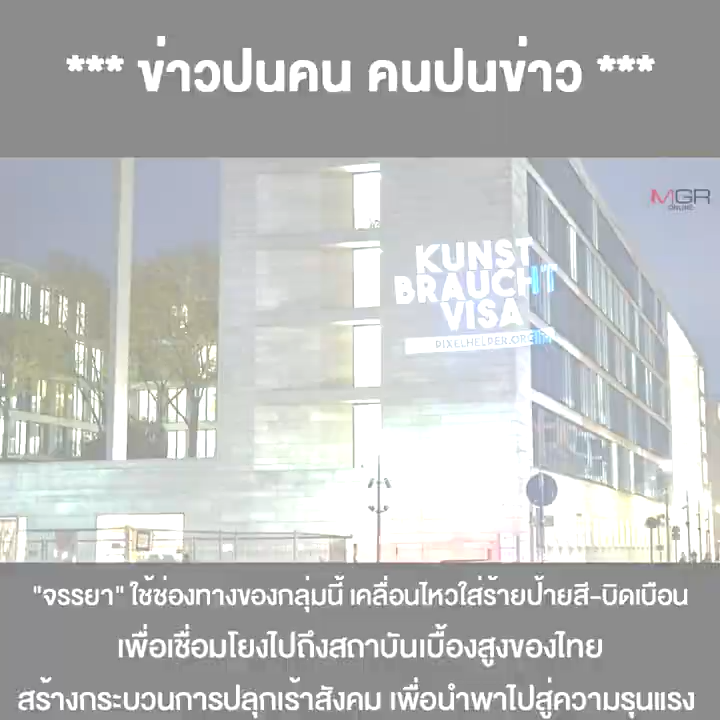 *** ข่าวปนคน คนปนข่าว ***
MGR
ONLINE
KUNST
BRAUCHT
VISA
PIXELHELPER.ORG
"จรรยา" ใช้ช่องทางของกลุ่มนี้ เคลื่อนไหวใส่ร้ายป้ายสี-บิดเบือน
เพื่อเชื่อมโยงไปถึงสถาบันเบื้องสูงของไทย
สร้างกระบวนการปลุกเร้าสังคม เพื่อนำพาไปสู่ความรุนแรง